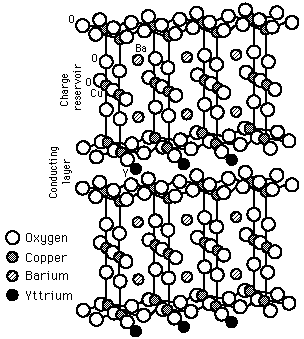 O
Ba
O
O
Cu
Charge
reservoir
Y
Conducting
layer
Oxygen
Copper
Barium
Yttrium